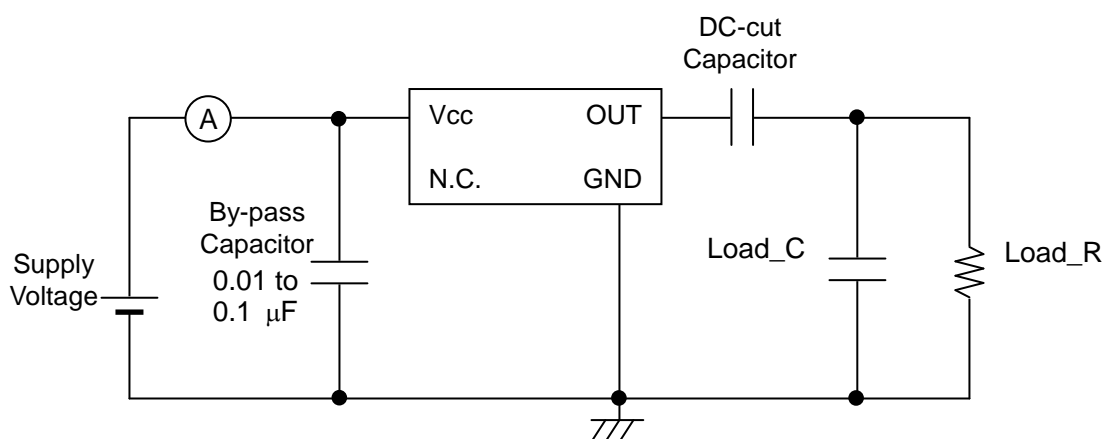 DC-cut
Capacitor
A
Vcc
OUT
N.C.
GND
By-pass
Capacitor
0.01 to
0.1 μF
Supply
Voltage
Load_C
Load_R